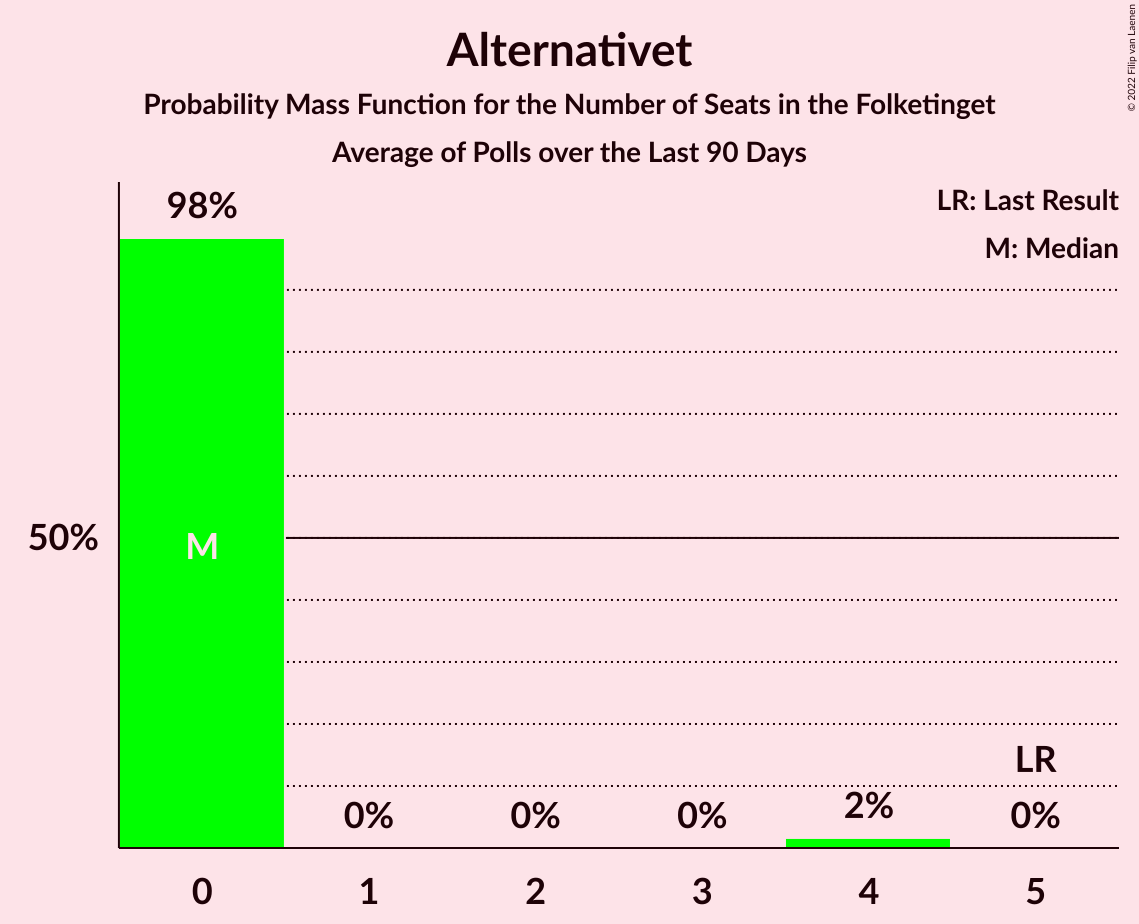 Alternativet
Probability Mass Function for the Number of Seats in the Folketinget
Average of Polls over the Last 90 Days
© 2022 Filip van Laenen
LR: Last Result
M: Median
98%
50%
M
LR
0% 0% 0% 2% 0%
0 1 2 3 4 5